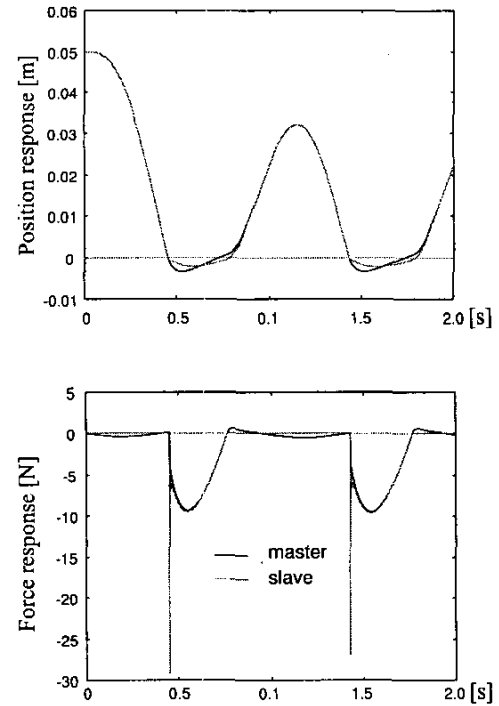 0.06
0.05
0.04
0.03
0.02
0.01
0
-0.01
Position response [m]
0 0.5 0.1 1.5 2.0 [s]
5
0
-5
-10
-15
-20
-25
-30
Force response [N]
master
slave
0 0.5 1.0 1.5 2.0 [s]